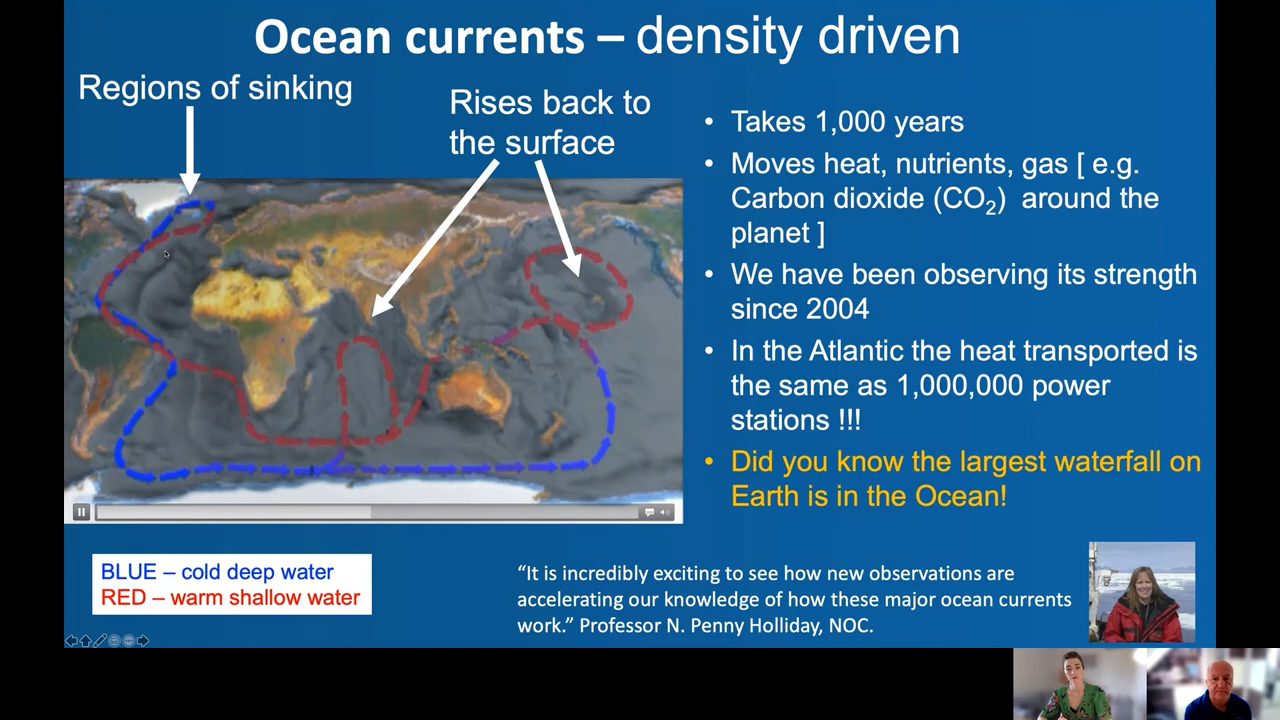 Ocean currents – density driven
Regions of sinking
Rises back to
the surface
• Takes 1,000 years
• Moves heat, nutrients, gas [ e.g.
Carbon dioxide (CO₂) around the
planet ]
• We have been observing its strength
since 2004
• In the Atlantic the heat transported is
the same as 1,000,000 power
stations !!!
• Did you know the largest waterfall on
Earth is in the Ocean!
BLUE – cold deep water
RED – warm shallow water
“It is incredibly exciting to see how new observations are
accelerating our knowledge of how these major ocean currents
work.” Professor N. Penny Holliday, NOC.